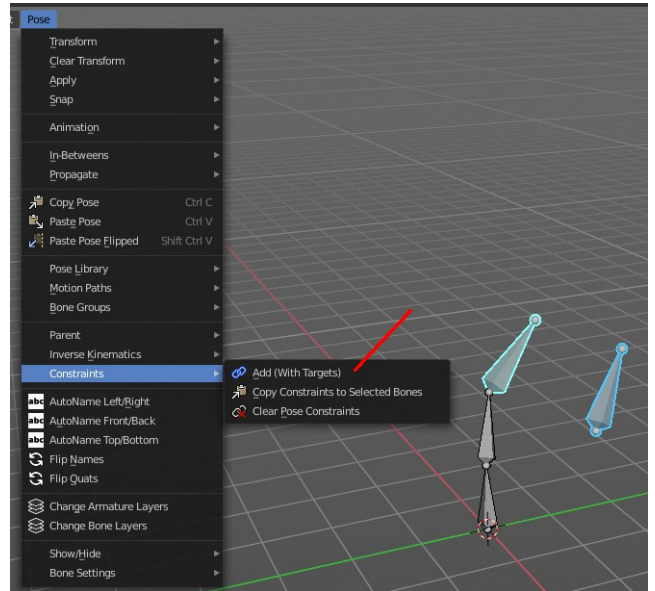 Pose
Transform
Clear Transform
Apply
Snap
Animation
In-Betweens
Propagate
Copy Pose Ctrl C
Paste Pose Ctrl V
Paste Pose Flipped Shift Ctrl V
Pose Library
Motion Paths
Bone Groups
Parent
Inverse Kinematics
Constraints
Add (With Targets)
Copy Constraints to Selected Bones
Clear Pose Constraints
abc AutoName Left/Right
abc AutoName Front/Back
abc AutoName Top/Bottom
Flip Names
Flip Quats
Change Armature Layers
Change Bone Layers
Show/Hide
Bone Settings